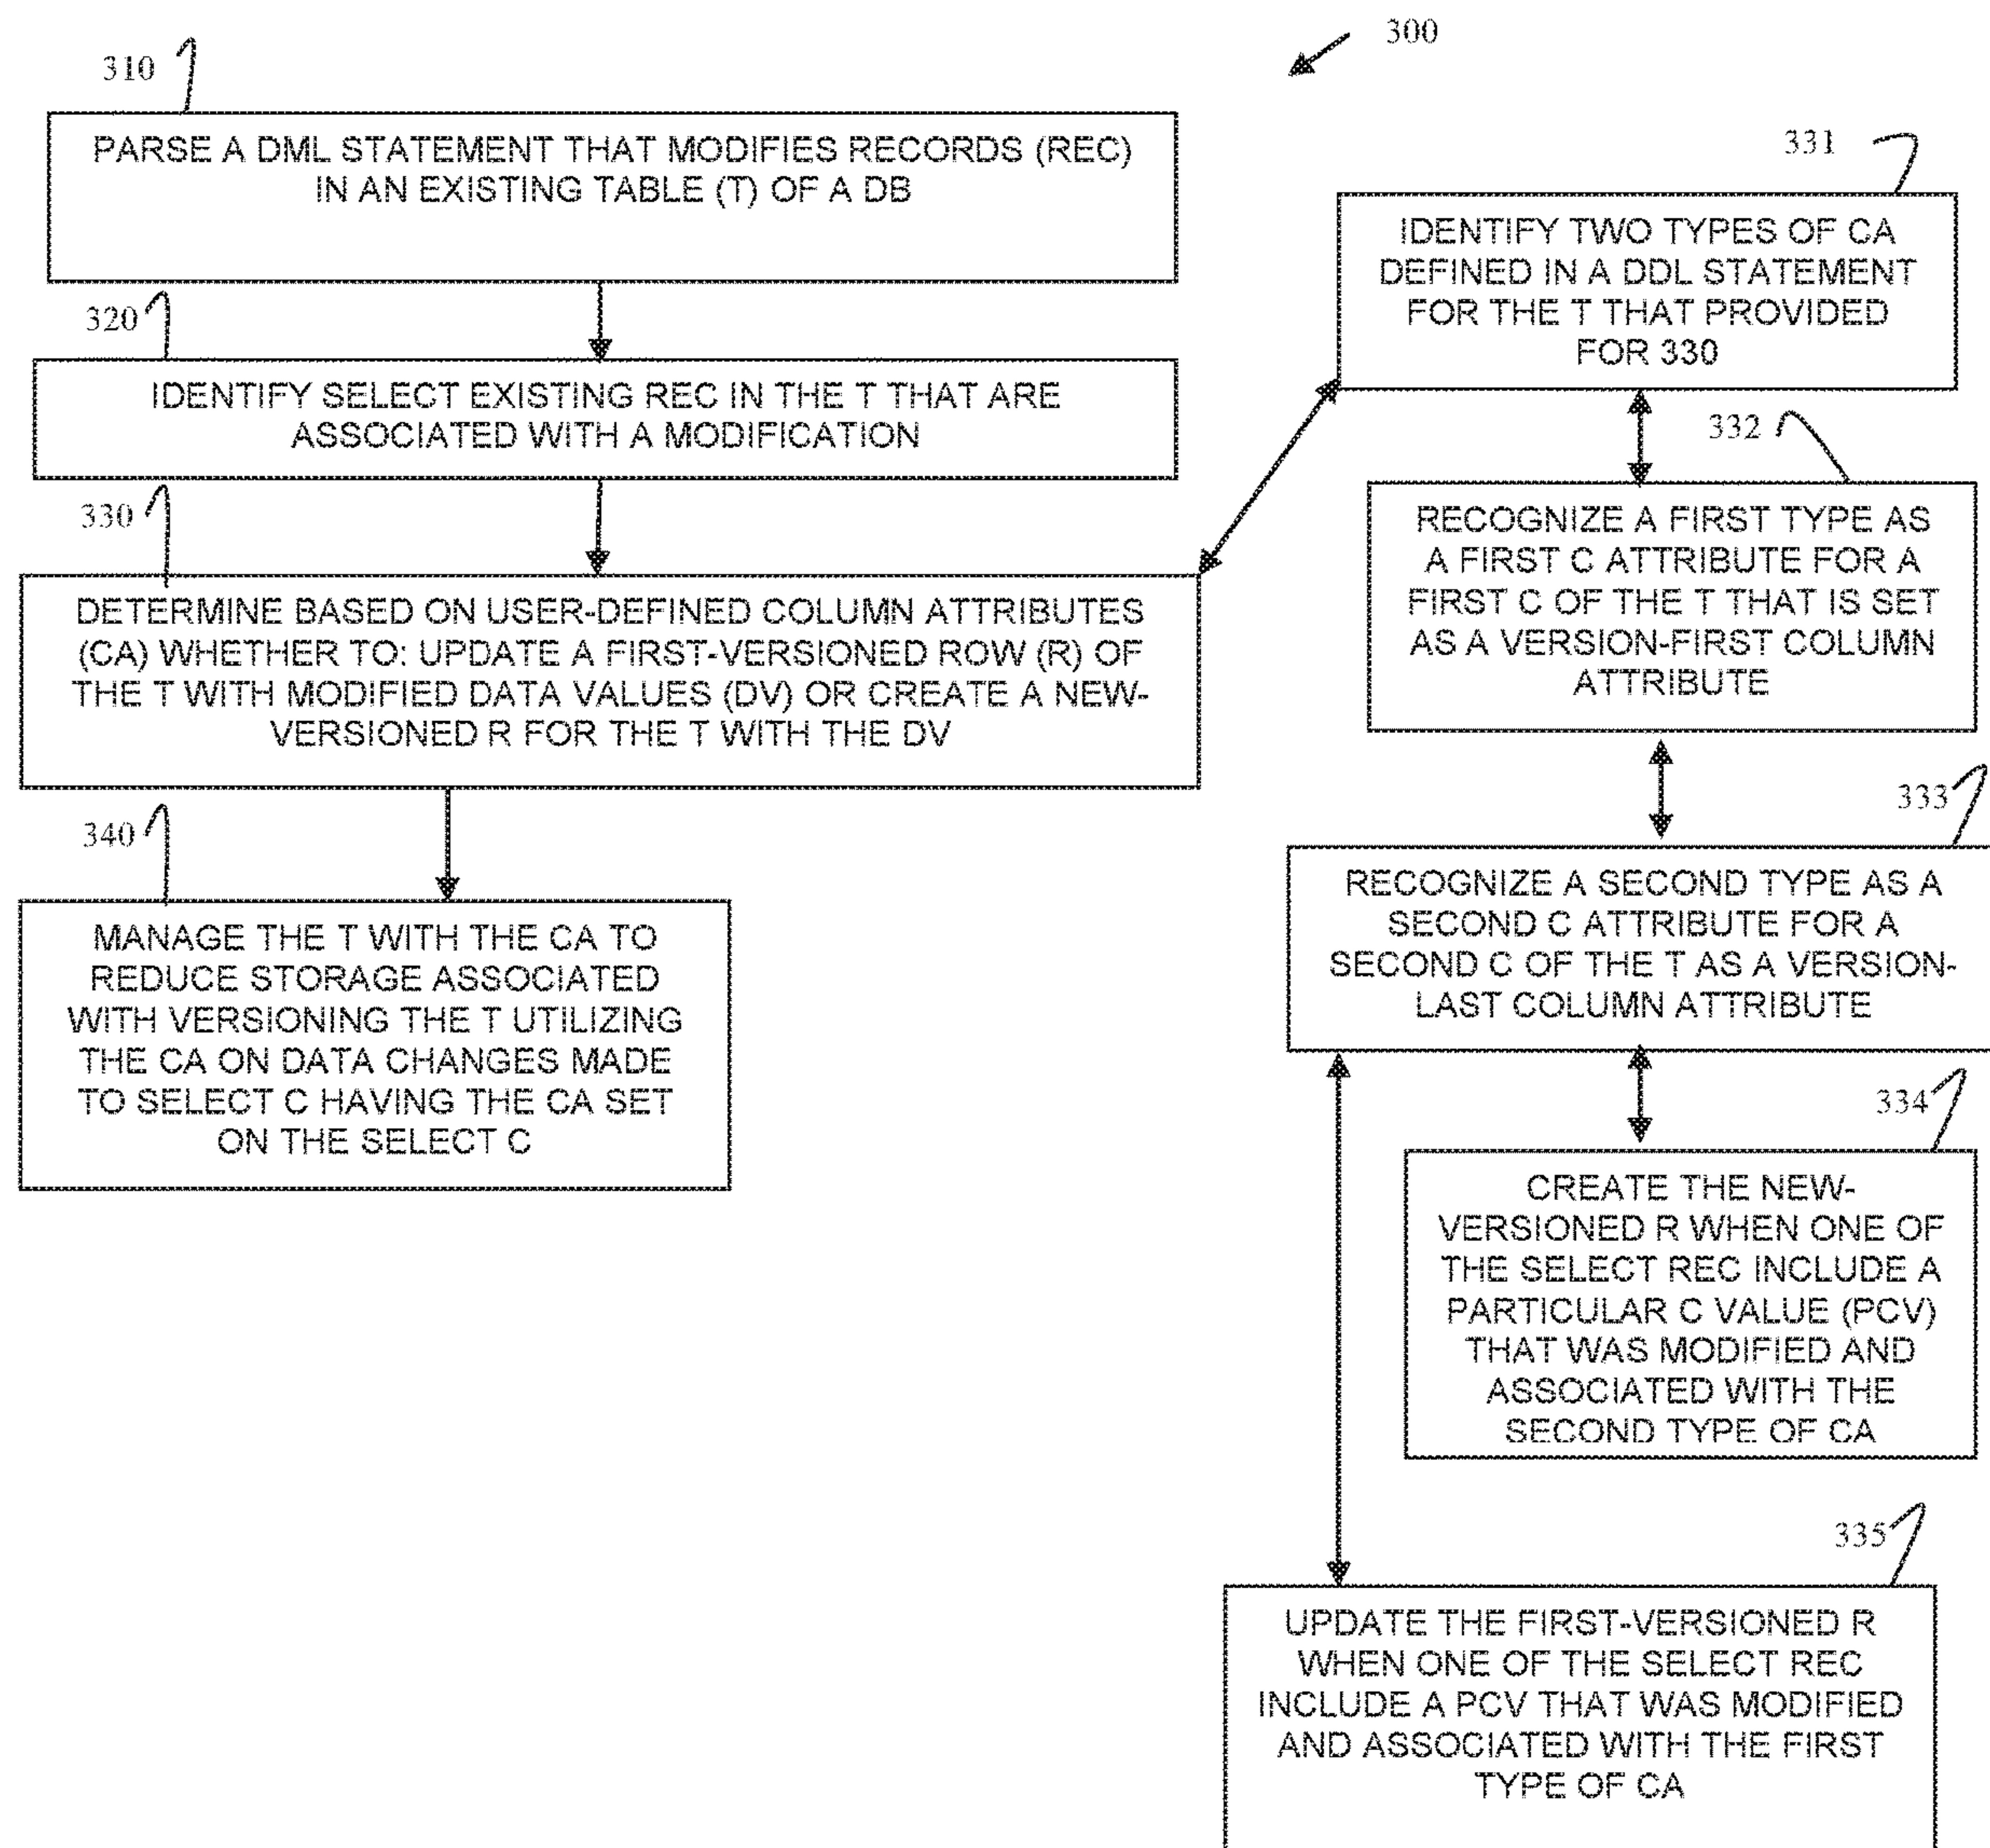 300
310
PARSE A DML STATEMENT THAT MODIFIES RECORDS (REC)
IN AN EXISTING TABLE (T) OF A DB
320
IDENTIFY SELECT EXISTING REC IN THE T THAT ARE
ASSOCIATED WITH A MODIFICATION
330
DETERMINE BASED ON USER-DEFINED COLUMN ATTRIBUTES
(CA) WHETHER TO: UPDATE A FIRST-VERSIONED ROW (R) OF
THE T WITH MODIFIED DATA VALUES (DV) OR CREATE A NEW-
VERSIONED R FOR THE T WITH THE DV
340
MANAGE THE T WITH THE CA TO
REDUCE STORAGE ASSOCIATED
WITH VERSIONING THE T UTILIZING
THE CA ON DATA CHANGES MADE
TO SELECT C HAVING THE CA SET
ON THE SELECT C
331
IDENTIFY TWO TYPES OF CA
DEFINED IN A DDL STATEMENT
FOR THE T THAT PROVIDED
FOR 330
332
RECOGNIZE A FIRST TYPE AS
A FIRST C ATTRIBUTE FOR A
FIRST C OF THE T THAT IS SET
AS A VERSION-FIRST COLUMN
ATTRIBUTE
333
RECOGNIZE A SECOND TYPE AS A
SECOND C ATTRIBUTE FOR A
SECOND C OF THE T AS A VERSION-
LAST COLUMN ATTRIBUTE
334
CREATE THE NEW-
VERSIONED R WHEN ONE OF
THE SELECT REC INCLUDE A
PARTICULAR C VALUE (PCV)
THAT WAS MODIFIED AND
ASSOCIATED WITH THE
SECOND TYPE OF CA
335
UPDATE THE FIRST-VERSIONED R
WHEN ONE OF THE SELECT REC
INCLUDE A PCV THAT WAS MODIFIED
AND ASSOCIATED WITH THE FIRST
TYPE OF CA